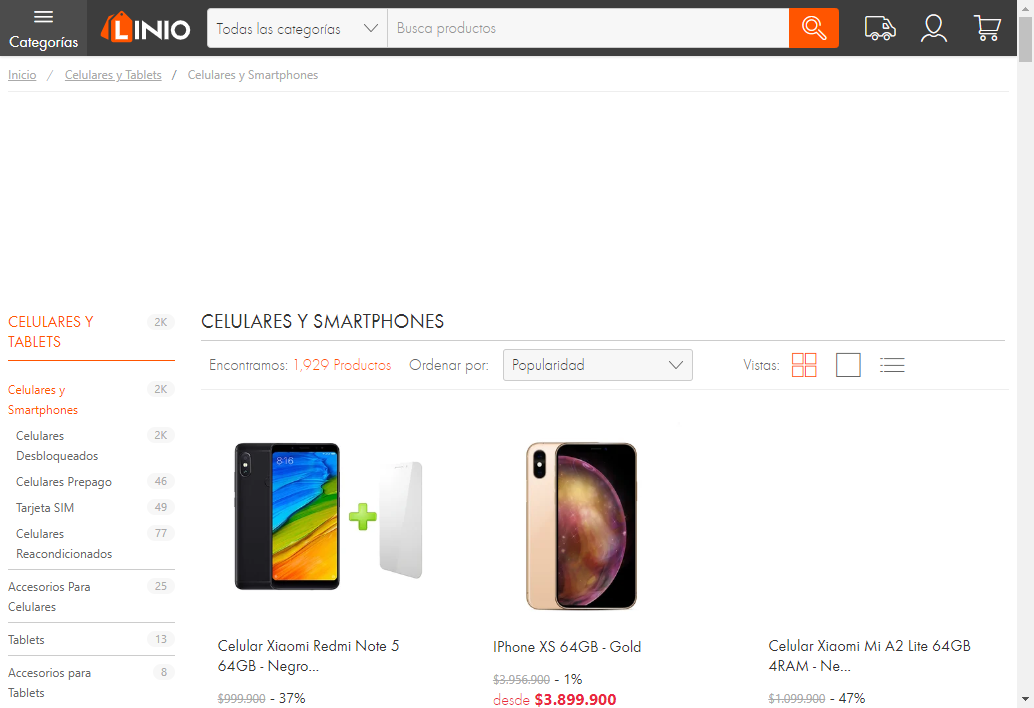 Categorías
LINIO
Todas las categorías
Busca productos
Inicio / Celulares y Tablets / Celulares y Smartphones
CELULARES Y
TABLETS
2K
Celulares y
Smartphones
2K
Celulares
Desbloqueados
2K
Celulares Prepago 46
Tarjeta SIM 49
Celulares
Reacondicionados
77
Accesorios Para
Celulares
25
Tablets 13
Accesorios para
Tablets
8
CELULARES Y SMARTPHONES
Encontramos: 1,929 Productos Ordenar por: Popularidad Vistas:
8:16
Celular Xiaomi Redmi Note 5
64GB - Negro...
$999.900 - 37%
IPhone XS 64GB - Gold
$3.956.900 - 1%
desde $3.899.900
Celular Xiaomi Mi A2 Lite 64GB
4RAM - Ne...
$1.099.900 - 47%